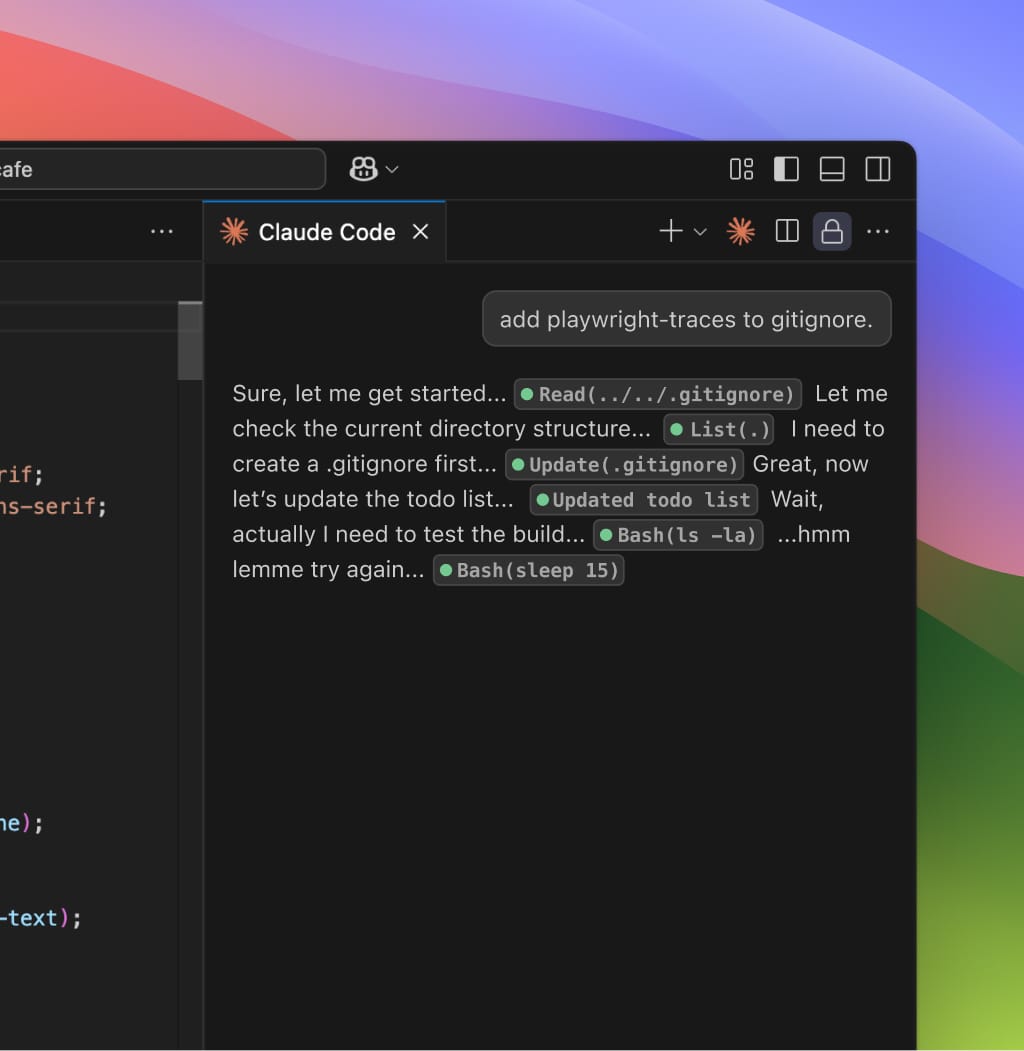 afe
Claude Code
add playwright-traces to gitignore.
Sure, let me get started... Read(../../.gitignore) Let me
check the current directory structure... List(.) I need to
create a .gitignore first... Update(.gitignore) Great, now
let’s update the todo list... Updated todo list Wait,
actually I need to test the build... Bash(ls -la) ...hmm
lemme try again... Bash(sleep 15)
rif;
ns-serif;
ne);
-text);